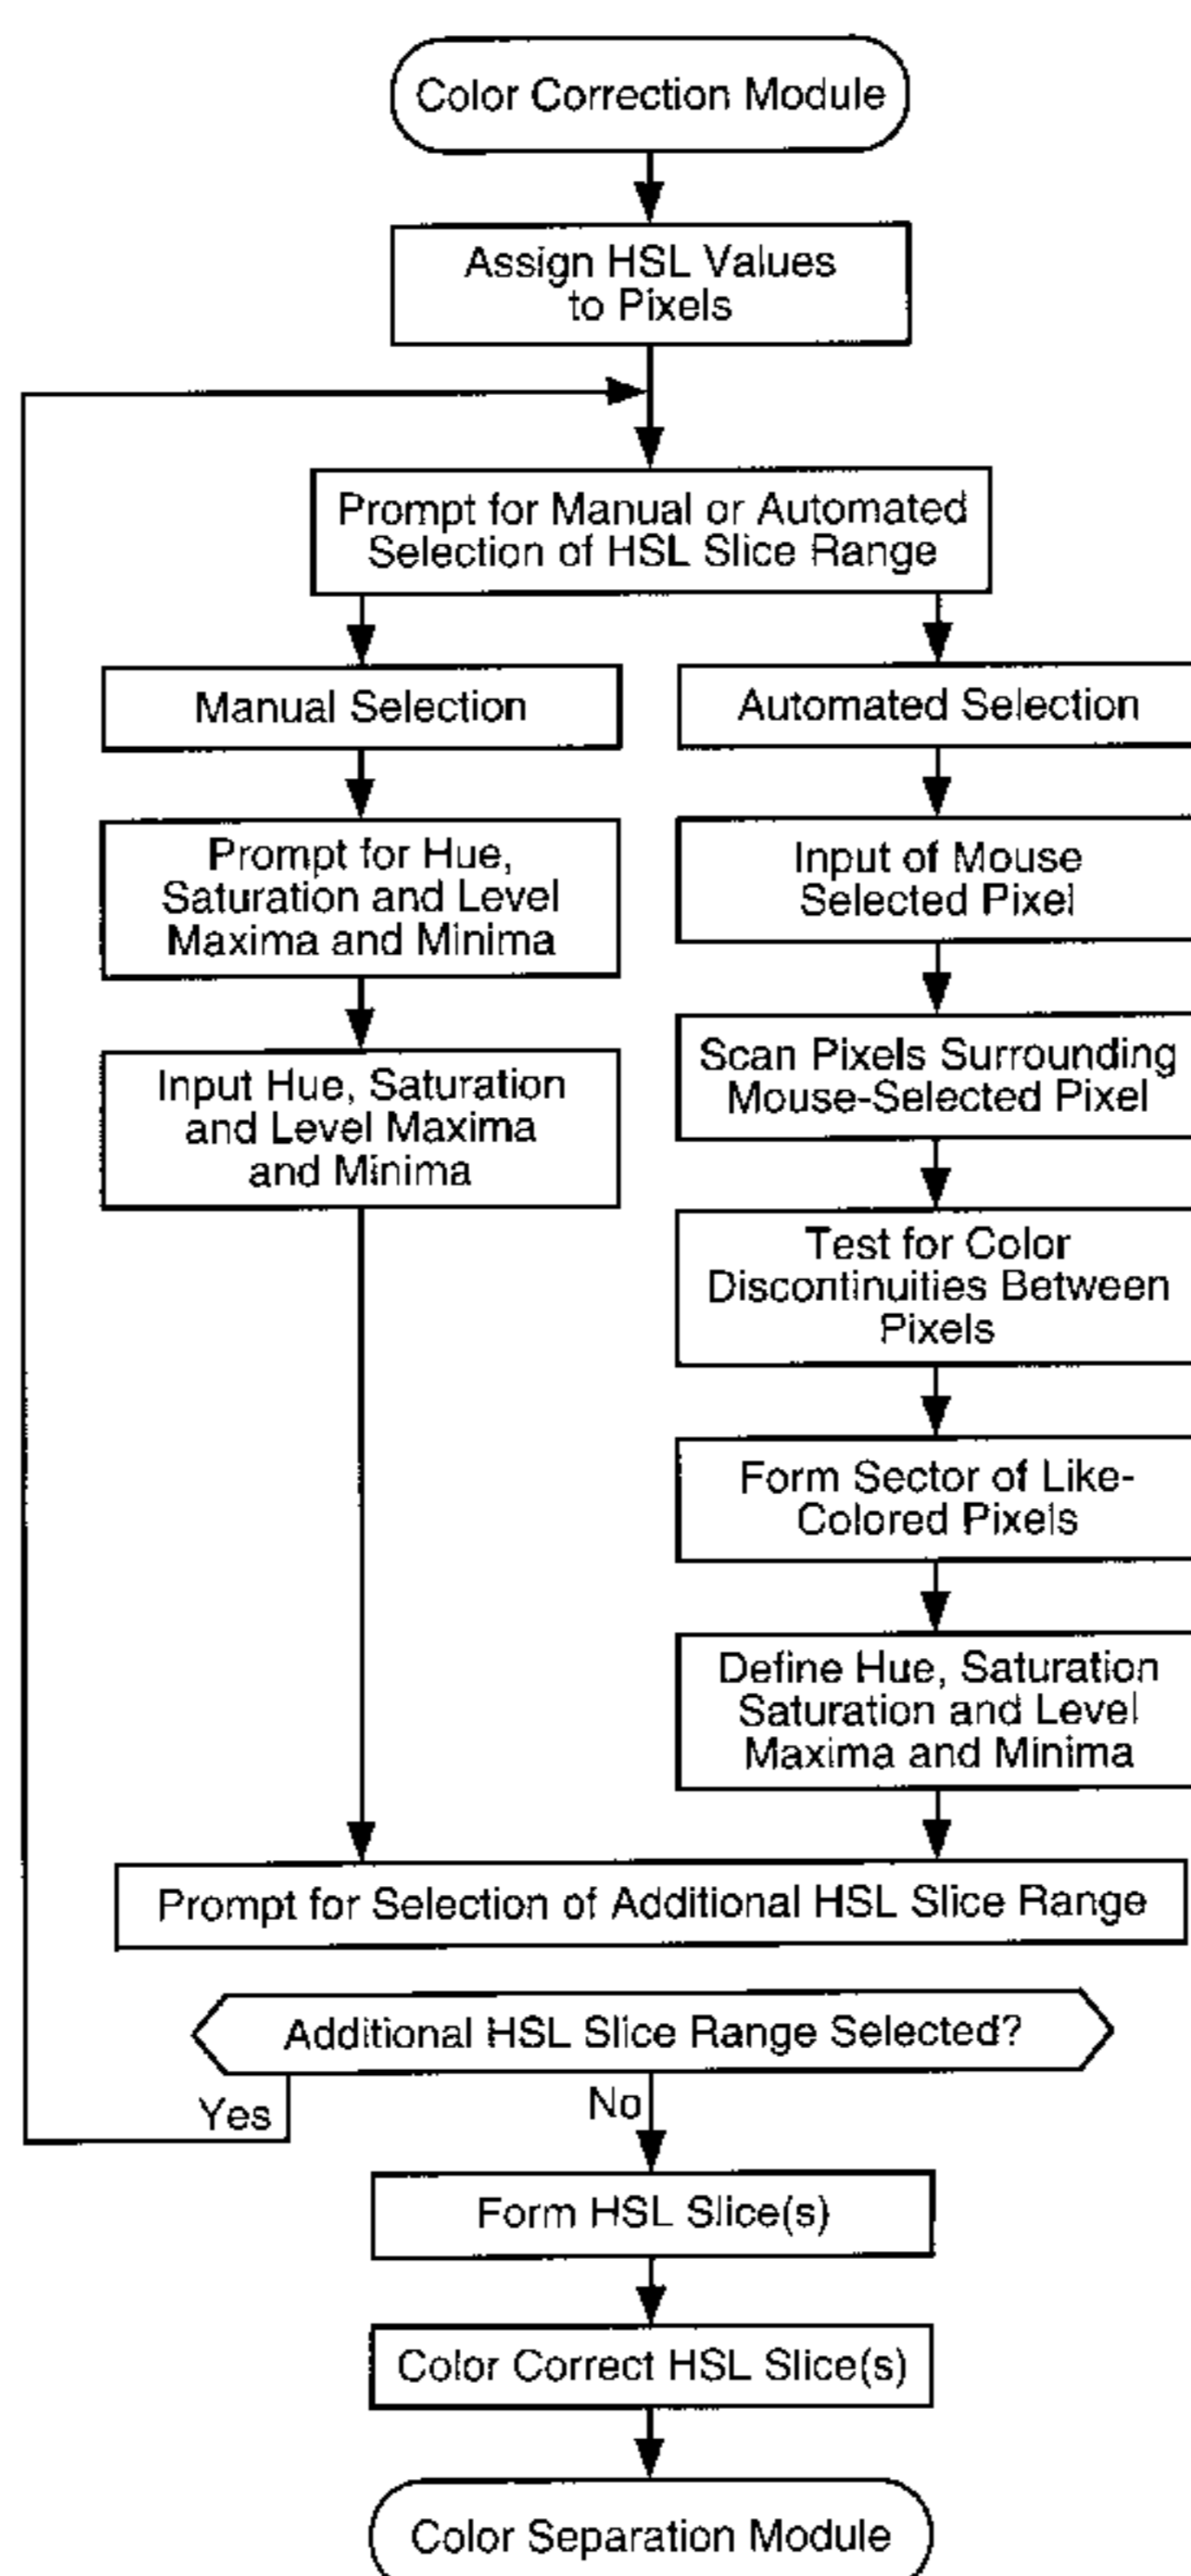 Color Correction Module
Assign HSL Values
to Pixels
Prompt for Manual or Automated
Selection of HSL Slice Range
Manual Selection
Prompt for Hue,
Saturation and Level
Maxima and Minima
Input Hue, Saturation
and Level Maxima
and Minima
Automated Selection
Input of Mouse
Selected Pixel
Scan Pixels Surrounding
Mouse-Selected Pixel
Test for Color
Discontinuities Between
Pixels
Form Sector of Like-
Colored Pixels
Define Hue, Saturation
Saturation and Level
Maxima and Minima
Prompt for Selection of Additional HSL Slice Range
Additional HSL Slice Range Selected?
Yes
No
Form HSL Slice(s)
Color Correct HSL Slice(s)
Color Separation Module